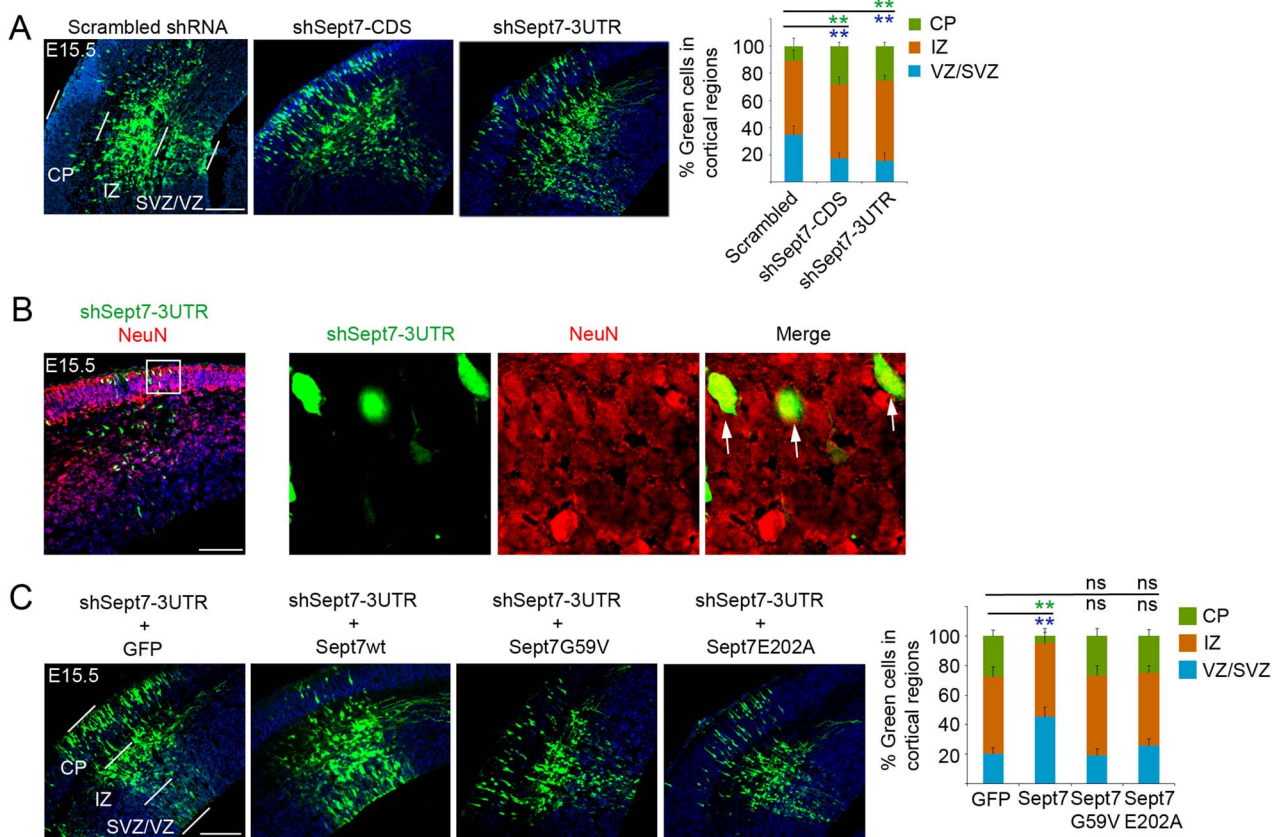 A
Scrambled shRNA
shSept7-CDS
shSept7-3UTR
E15.5
CP
IZ
SVZ/VZ
% Green cells in
cortical regions
100
80
60
40
20
**
**
**
**
CP
IZ
VZ/SVZ
Scrambled
shSept7-CDS
shSept7-3UTR
B
shSept7-3UTR
NeuN
E15.5
shSept7-3UTR
NeuN
Merge
C
shSept7-3UTR
+
GFP
shSept7-3UTR
+
Sept7wt
shSept7-3UTR
+
Sept7G59V
shSept7-3UTR
+
Sept7E202A
E15.5
CP
IZ
SVZ/VZ
% Green cells in
cortical regions
100
80
60
40
20
ns ns
ns ns
**
**
CP
IZ
VZ/SVZ
GFP Sept7 Sept7 Sept7
G59V E202A